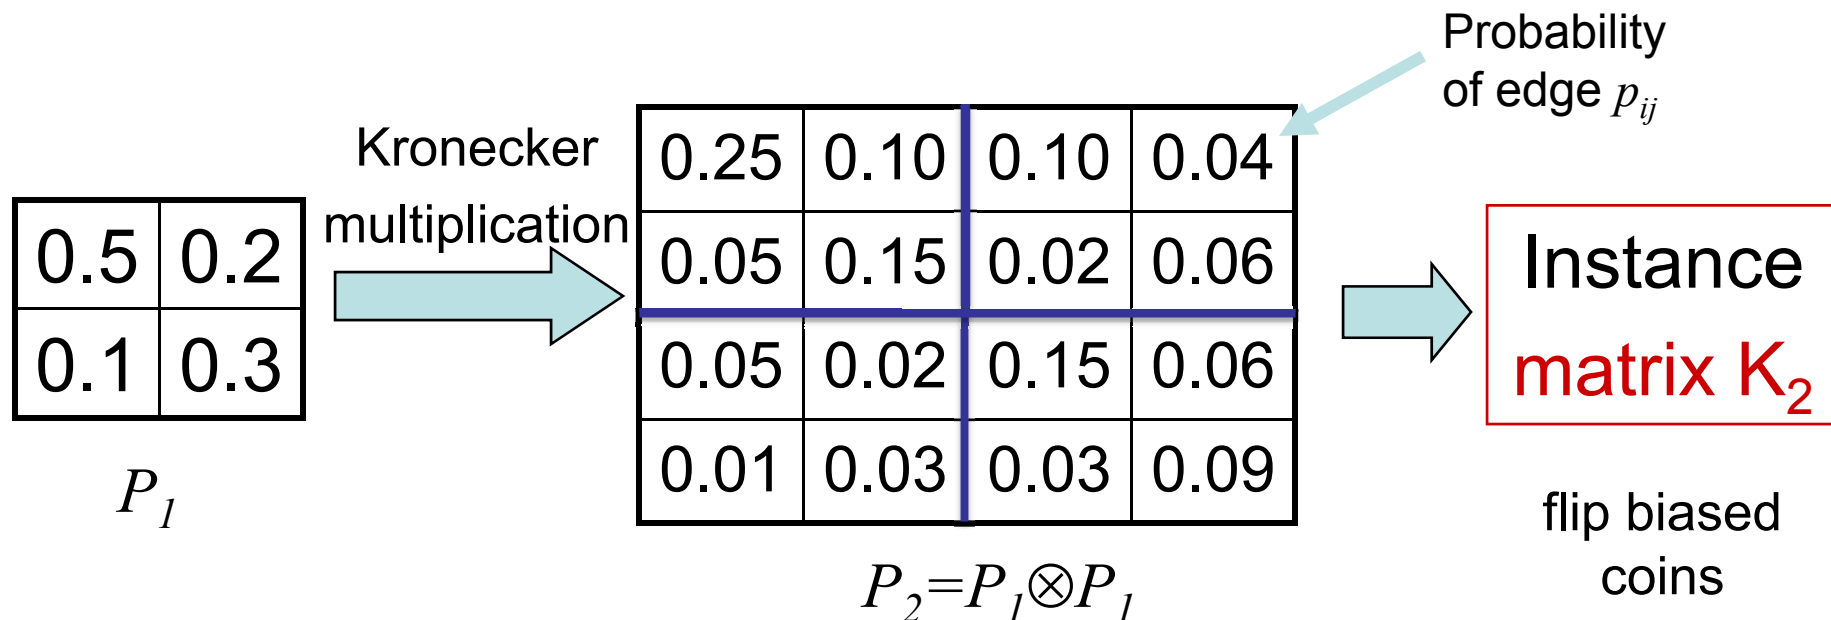 Probability
of edge p_ij
Kronecker
multiplication
0.5 0.2
0.1 0.3
P_1
0.25 0.10 0.10 0.04
0.05 0.15 0.02 0.06
0.05 0.02 0.15 0.06
0.01 0.03 0.03 0.09
P_2=P_1⊗P_1
Instance
matrix K_2
flip biased
coins